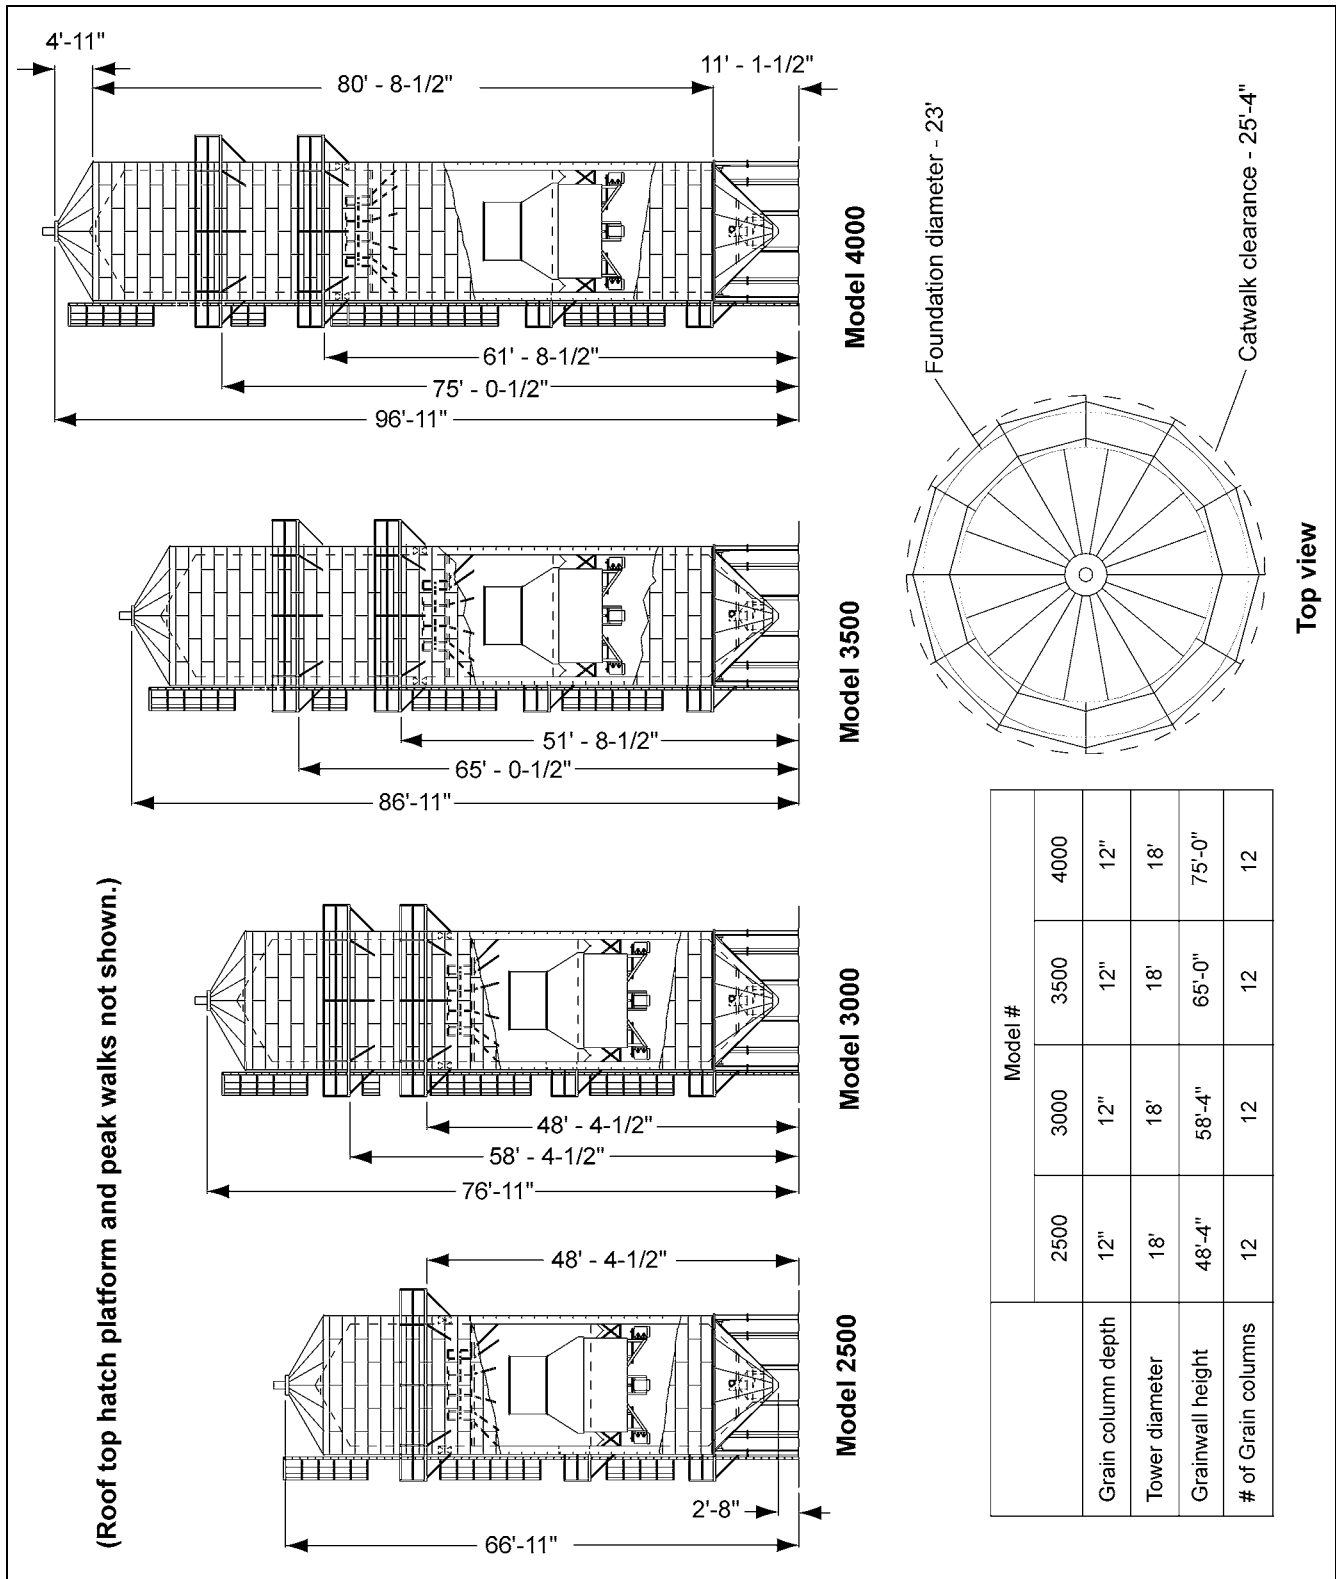 (Roof top hatch platform and peak walks not shown.)
4'-11"
80' - 8-1/2"
11' - 1-1/2"
61' - 8-1/2"
75' - 0-1/2"
96'-11"
Model 4000
51' - 8-1/2"
65' - 0-1/2"
86'-11"
Model 3500
48' - 4-1/2"
58' - 4-1/2"
76'-11"
Model 3000
48' - 4-1/2"
2'-8"
66'-11"
Model 2500
Foundation diameter - 23'
Catwalk clearance - 25'-4"
Top view
Model #
2500 3000 3500 4000
Grain column depth 12" 12" 12" 12"
Tower diameter 18' 18' 18' 18'
Grainwall height 48'-4" 58'-4" 65'-0" 75'-0"
# of Grain columns 12 12 12 12